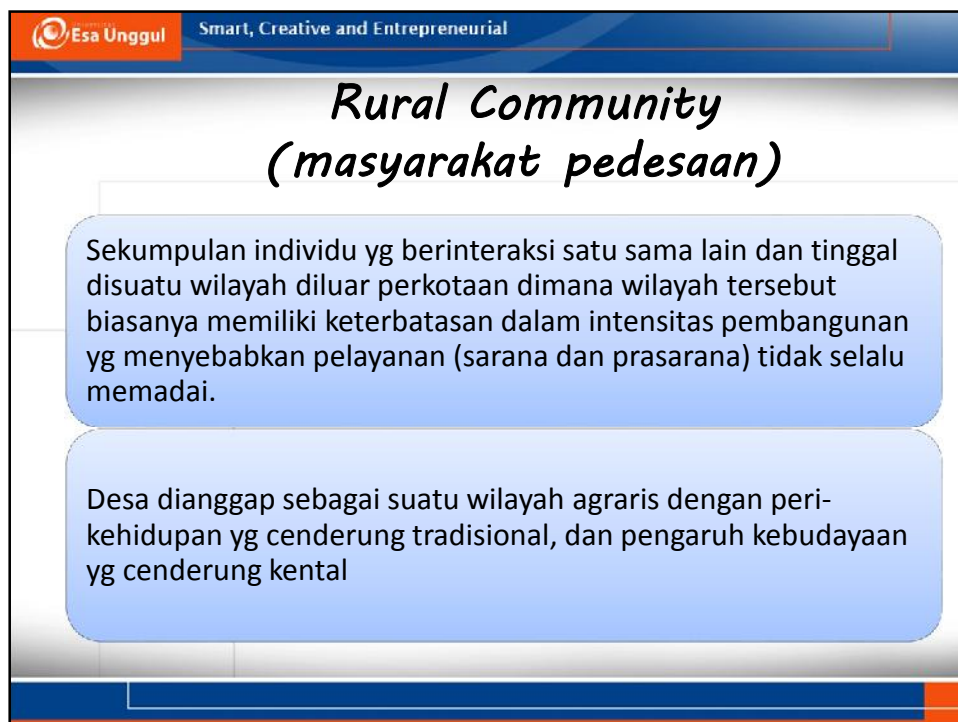 UNIVERSITAS
Esa Unggul
Smart, Creative and Entrepreneurial
Rural Community
(masyarakat pedesaan)
Sekumpulan individu yg berinteraksi satu sama lain dan tinggal
disuatu wilayah diluar perkotaan dimana wilayah tersebut
biasanya memiliki keterbatasan dalam intensitas pembangunan
yg menyebabkan pelayanan (sarana dan prasarana) tidak selalu
memadai.
Desa dianggap sebagai suatu wilayah agraris dengan peri-
kehidupan yg cenderung tradisional, dan pengaruh kebudayaan
yg cenderung kental